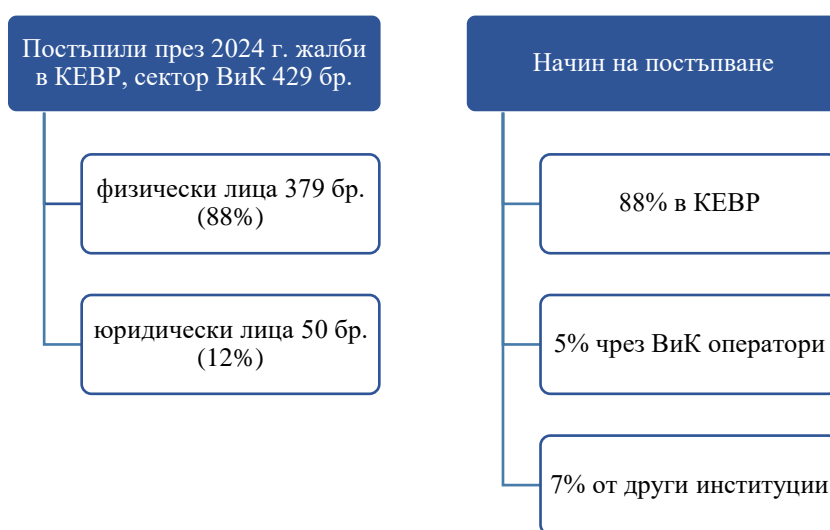 Постъпили през 2024 г. жалби
в КЕВР, сектор ВиК 429 бр.
физически лица 379 бр.
(88%)
юридически лица 50 бр.
(12%)
Начин на постъпване
88% в КЕВР
5% чрез ВиК оператори
7% от други институции